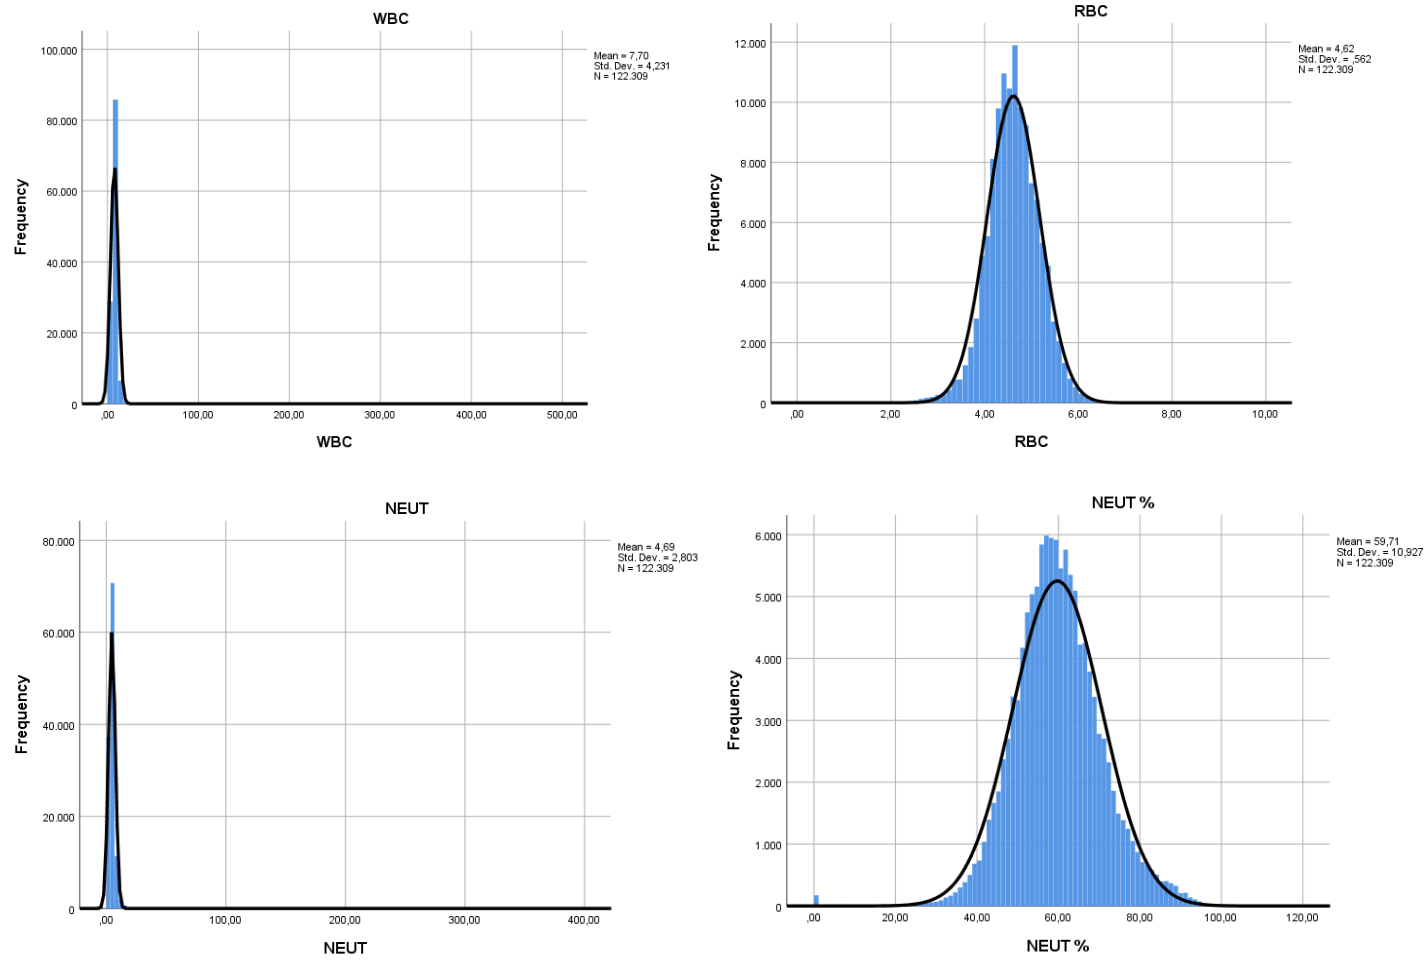 WBC
Mean = 7,70
Std. Dev. = 4,231
N = 122.309
Frequency
100.000
80.000
60.000
40.000
20.000
0
,00
100,00
200,00
300,00
400,00
500,00
WBC
RBC
Mean = 4,62
Std. Dev. = ,562
N = 122.309
Frequency
12.000
10.000
8.000
6.000
4.000
2.000
0
,00
2,00
4,00
6,00
8,00
10,00
RBC
NEUT
Mean = 4,69
Std. Dev. = 2,803
N = 122.309
Frequency
80.000
60.000
40.000
20.000
0
,00
100,00
200,00
300,00
400,00
NEUT
NEUT %
Mean = 59,71
Std. Dev. = 10,927
N = 122.309
Frequency
6.000
5.000
4.000
3.000
2.000
1.000
0
,00
20,00
40,00
60,00
80,00
100,00
120,00
NEUT %